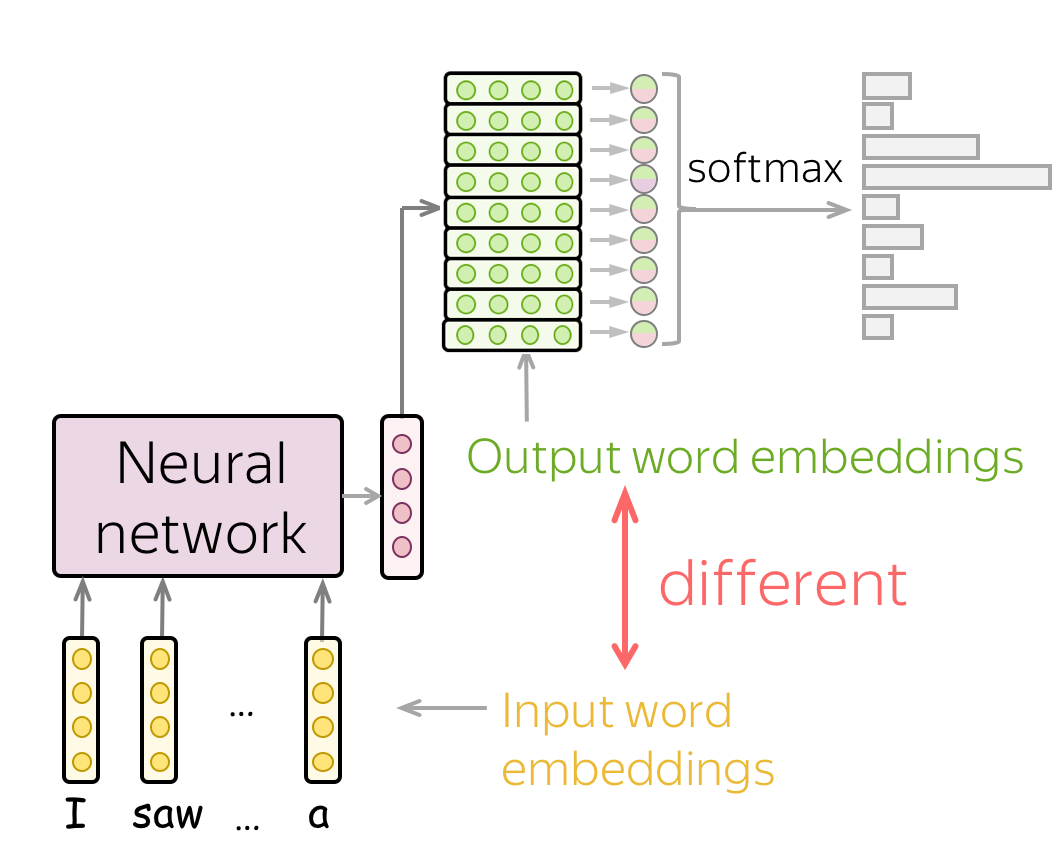 softmax
Neural
network
Output word embeddings
different
Input word
embeddings
...
I saw ... a